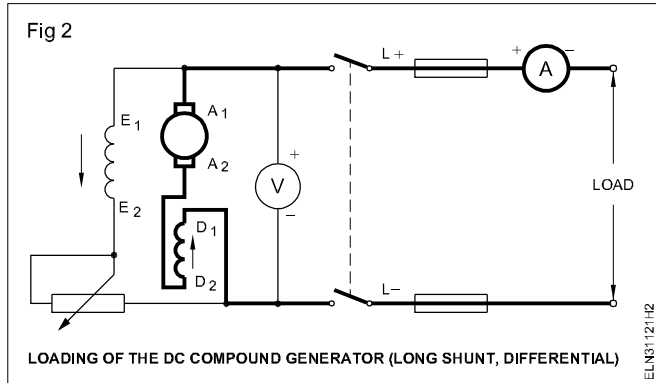 Fig 2
L +
+ A −
E1
A1
A2
+
V
−
E2
D1
D2
LOAD
L−
LOADING OF THE DC COMPOUND GENERATOR (LONG SHUNT, DIFFERENTIAL)
ELN31121H2